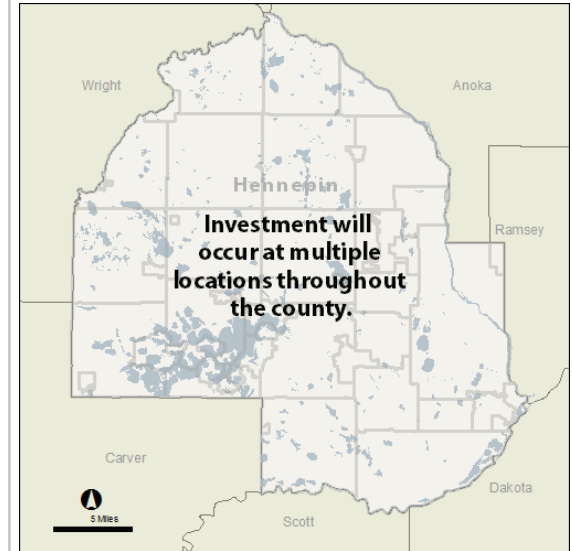 Wright
Anoka
Hennepin
Ramsey
Investment will
occur at multiple
locations throughout
the county.
Carver
Dakota
5 Miles
Scott